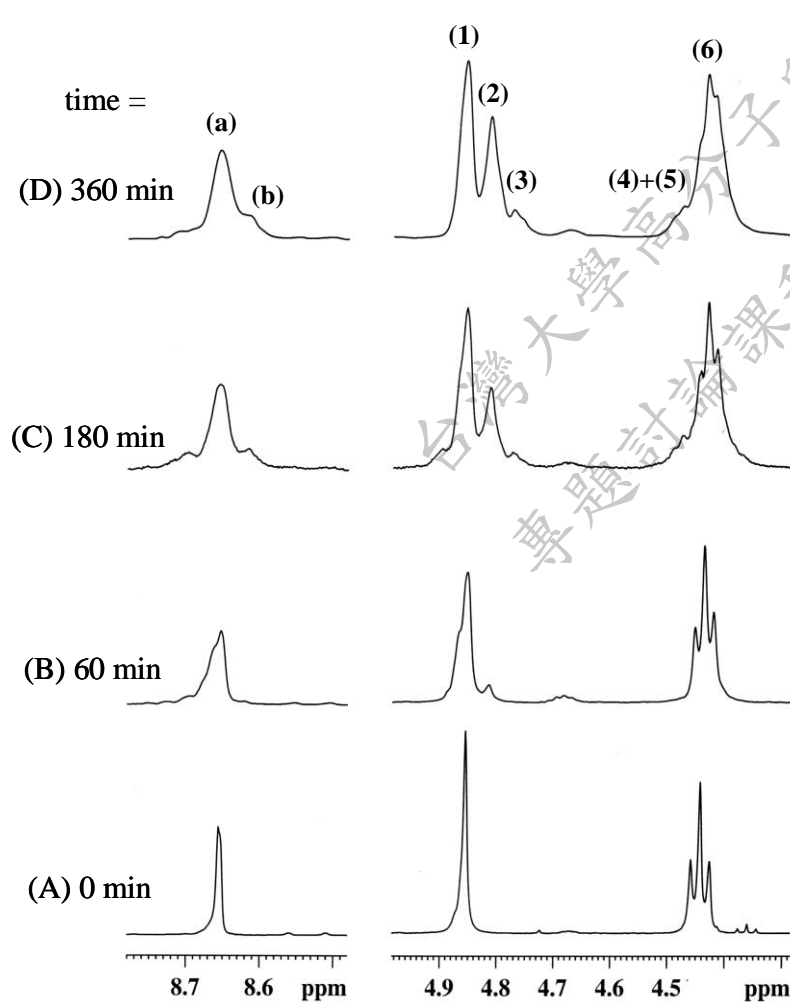 (1)
(6)
time =
(2)
(a)
(D) 360 min
(b)
(3)
(4)+(5)
台灣大學高分子
專題討論課
(C) 180 min
(B) 60 min
(A) 0 min
8.7 8.6 ppm 4.9 4.8 4.7 4.6 4.5 ppm